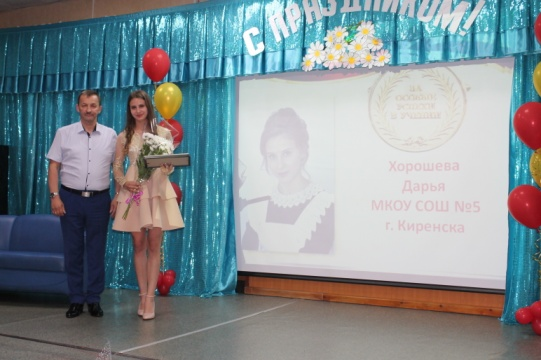 С ПРАЗДНИКОМ!
ЗА
ОСОБЫЕ
УСПЕХИ
В УЧЕНИИ
Хорошева
Дарья
МКОУ СОШ №5
г. Киренска